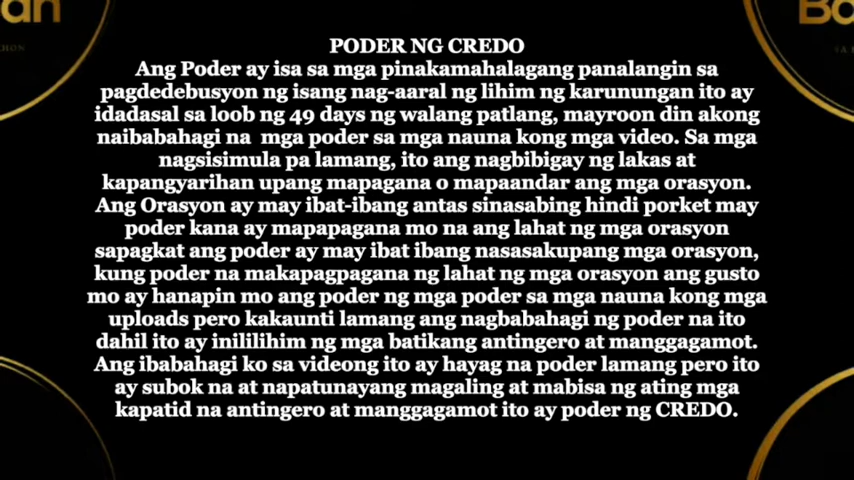 an
Bo
HON
SA
PODER NG CREDO
Ang Poder ay isa sa mga pinakamahalagang panalangin sa
pagdedebusyon ng isang nag-aaral ng lihim ng karunungan ito ay
idadasal sa loob ng 49 days ng walang patlang, mayroon din akong
naibabahagi na  mga poder sa mga nauna kong mga video. Sa mga
nagsisimula pa lamang, ito ang nagbibigay ng lakas at
kapangyarihan upang mapagana o mapaandar ang mga orasyon.
Ang Orasyon ay may ibat-ibang antas sinasabing hindi porket may
poder kana ay mapapagana mo na ang lahat ng mga orasyon
sapagkat ang poder ay may ibat ibang nasasakupang mga orasyon,
kung poder na makapagpagana ng lahat ng mga orasyon ang gusto
mo ay hanapin mo ang poder ng mga poder sa mga nauna kong mga
uploads pero kakaunti lamang ang nagbabahagi ng poder na ito
dahil ito ay inililihim ng mga batikang antingero at manggagamot.
Ang ibabahagi ko sa videong ito ay hayag na poder lamang pero ito
ay subok na at napatunayang magaling at mabisa ng ating mga
kapatid na antingero at manggagamot ito ay poder ng CREDO.